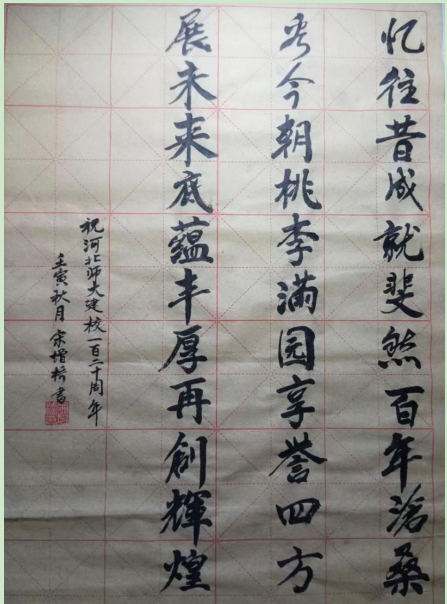 忆往昔成就斐然百年沧桑
看今朝桃李满园享誉四方
展未来底蕴丰厚再创辉煌
祝河北师大建校一百二十周年
壬寅秋月宋增桥书